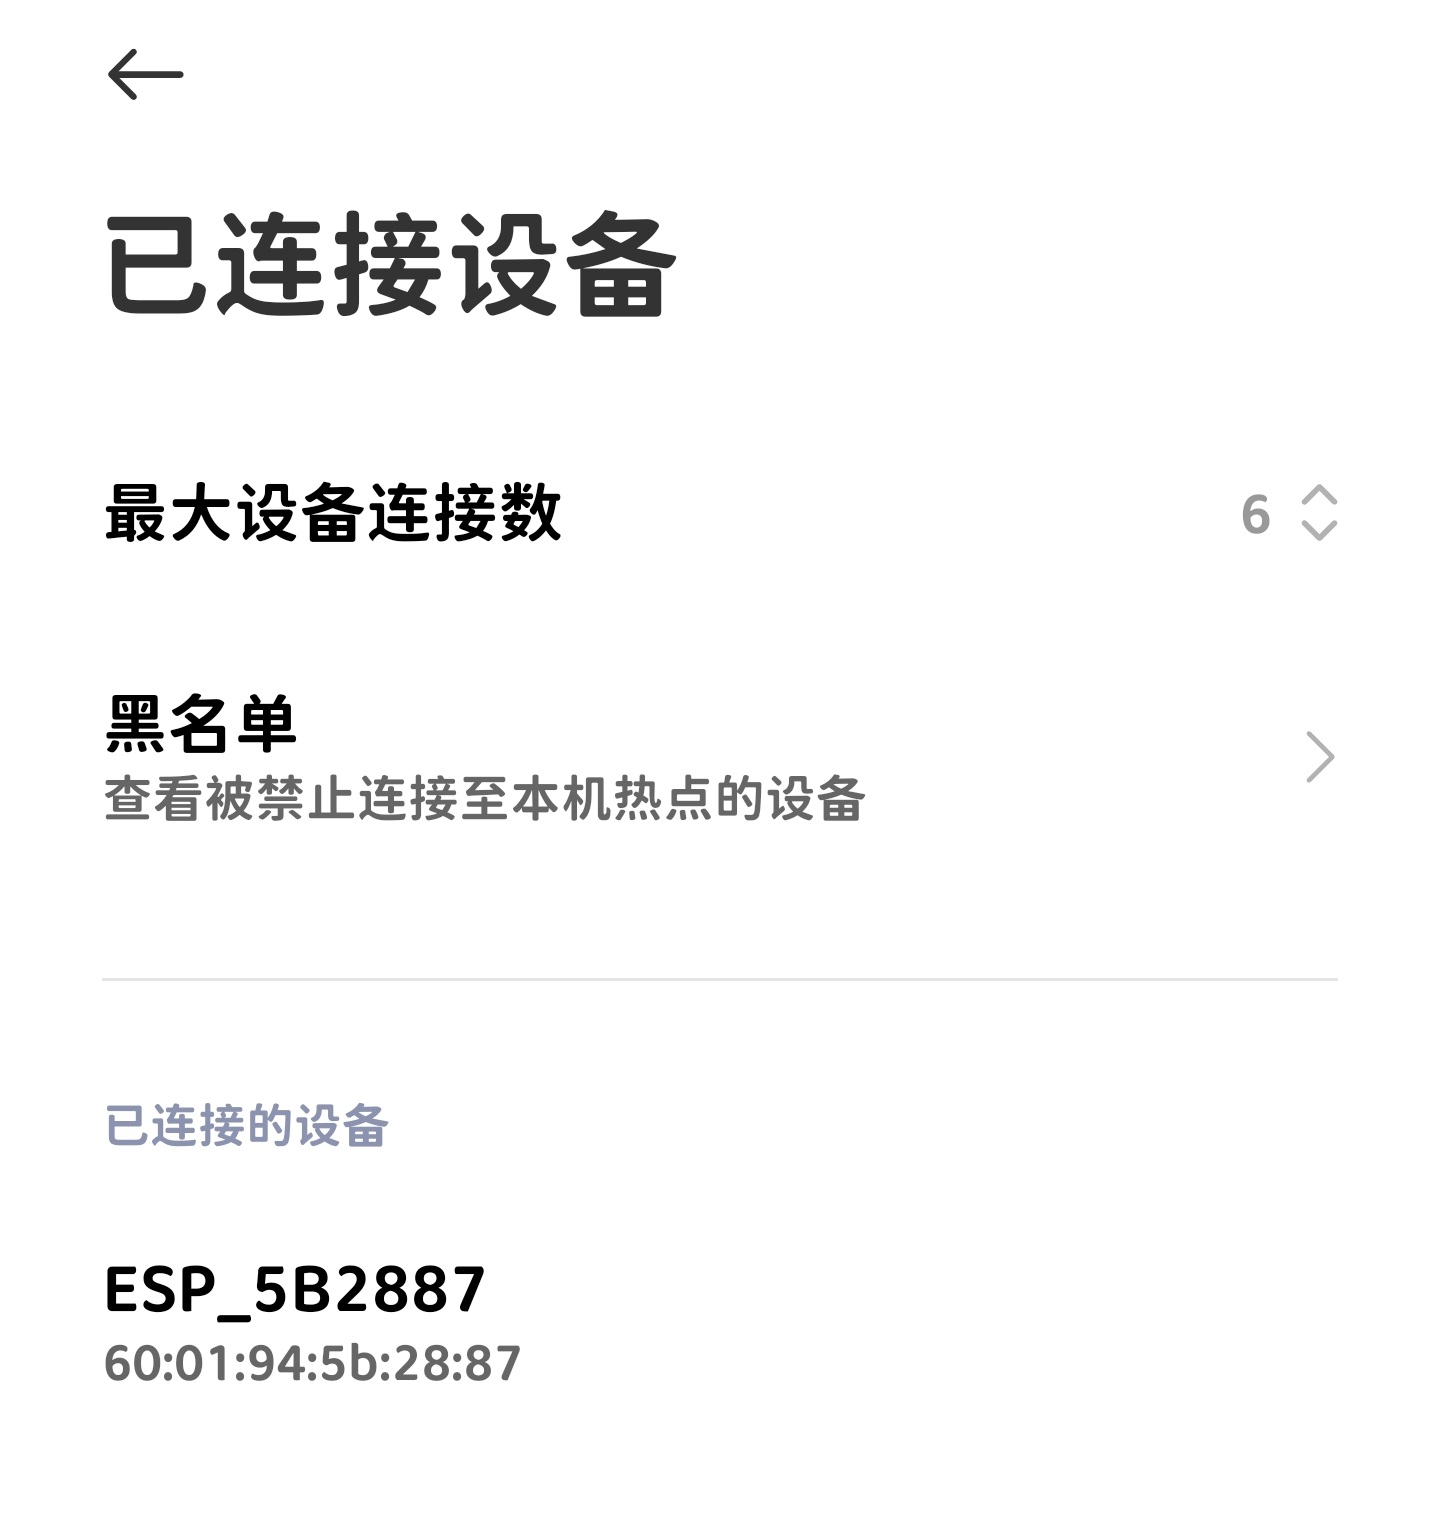 已连接设备
最大设备连接数
6
黑名单
查看被禁止连接至本机热点的设备
已连接的设备
ESP_5B2887
60:01:94:5b:28:87